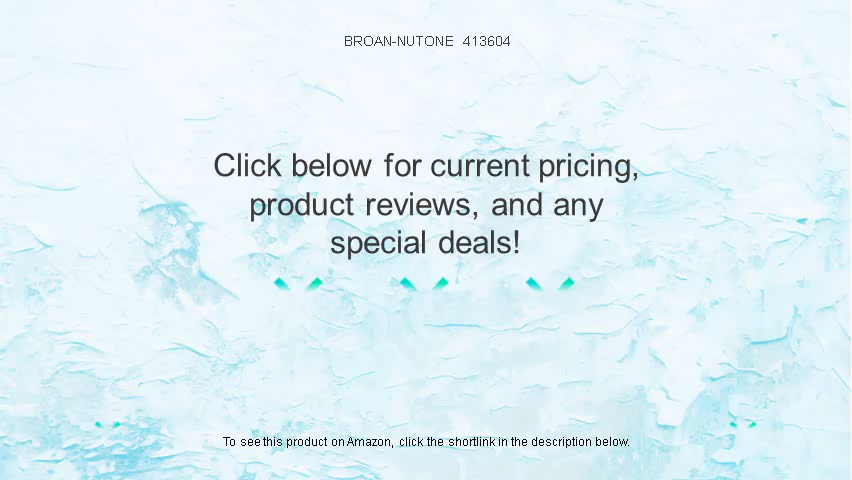 BROAN-NUTONE 413604
Click below for current pricing,
product reviews, and any
special deals!
To see this product on Amazon, click the shortlink in the description below.